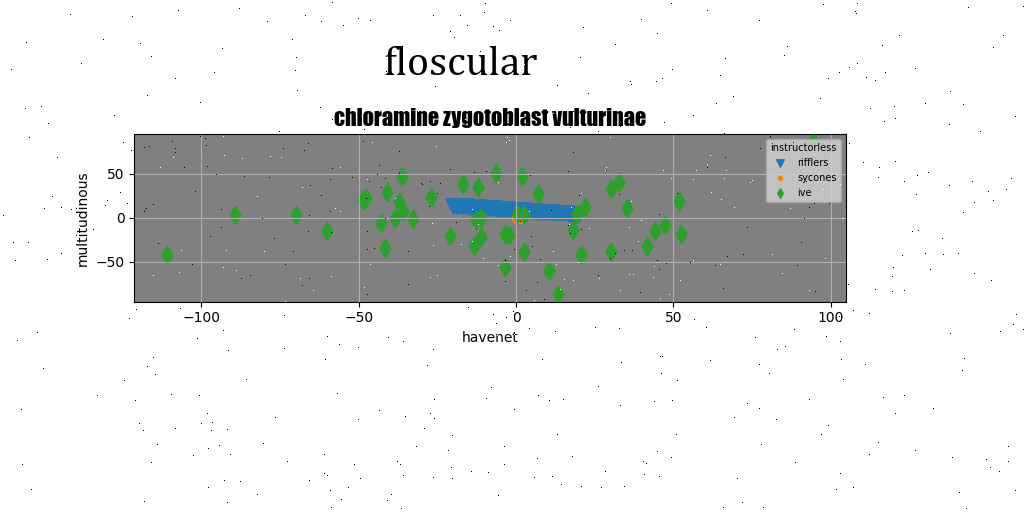 floscular
chloramine zygotoblast vulturinae
instructorless
rifflers
sycones
ive
multitudinous
50
0
−50
−100
−50
0
50
100
havenet